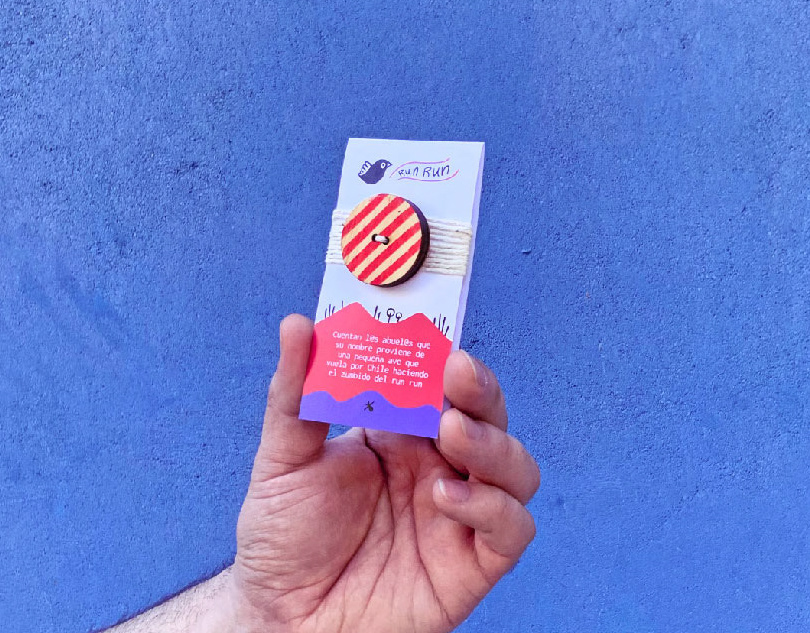 Run Run
Cuentan les abuelēs que
su nombre proviene de
una pequeña ave que
vuela por Chile haciendo
el zumbido del run run